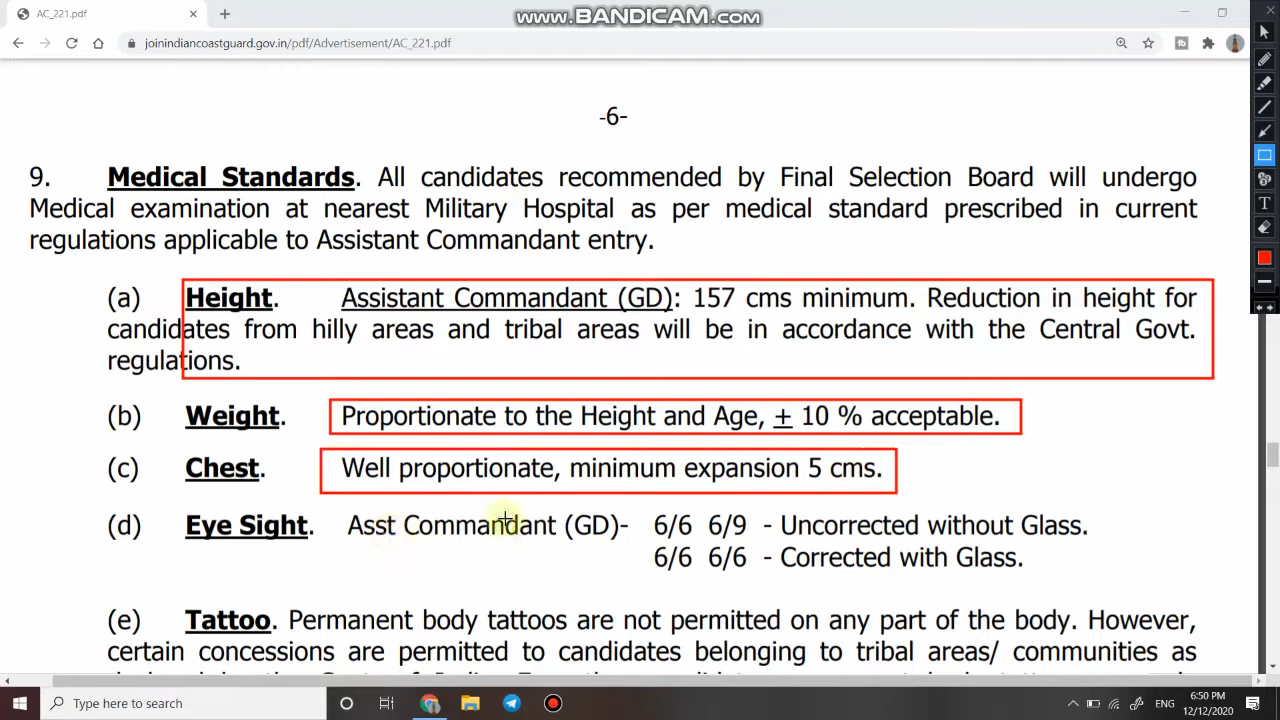 AC_221.pdf
www.BANDICAM.com
joinindiancoastguard.gov.in/pdf/Advertisement/AC_221.pdf
-6-
9. Medical Standards. All candidates recommended by Final Selection Board will undergo
Medical examination at nearest Military Hospital as per medical standard prescribed in current
regulations applicable to Assistant Commandant entry.
(a) Height. Assistant Commandant (GD): 157 cms minimum. Reduction in height for
candidates from hilly areas and tribal areas will be in accordance with the Central Govt.
regulations.
(b) Weight. Proportionate to the Height and Age, ± 10 % acceptable.
(c) Chest. Well proportionate, minimum expansion 5 cms.
(d) Eye Sight. Asst Commandant (GD)- 6/6 6/9 - Uncorrected without Glass.
6/6 6/6 - Corrected with Glass.
(e) Tattoo. Permanent body tattoos are not permitted on any part of the body. However,
certain concessions are permitted to candidates belonging to tribal areas/ communities as
Type here to search
ENG
6:50 PM
12/12/2020